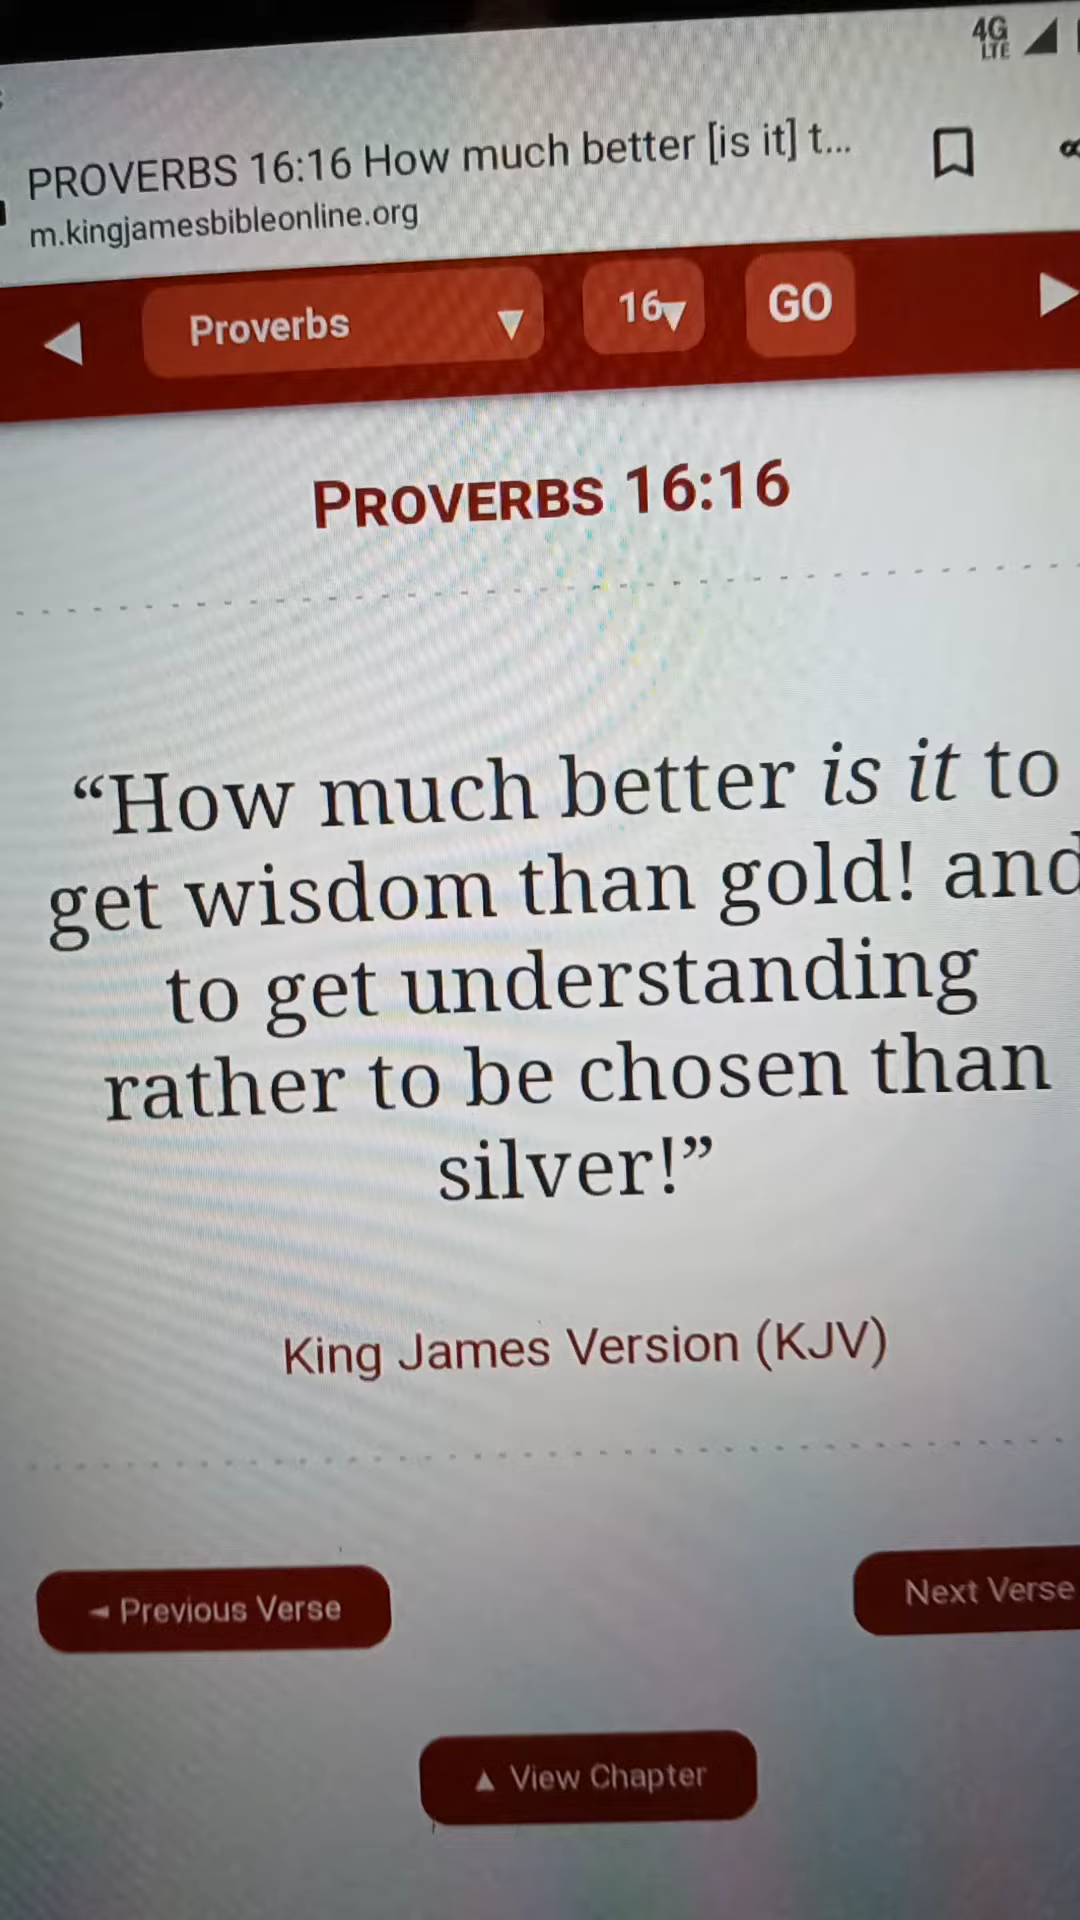 4G
LTE
PROVERBS 16:16 How much better [is it] t...
m.kingjamesbibleonline.org
Proverbs
16
GO
PROVERBS 16:16
“How much better is it to
get wisdom than gold! and
to get understanding
rather to be chosen than
silver!”
King James Version (KJV)
Previous Verse
Next Verse
View Chapter